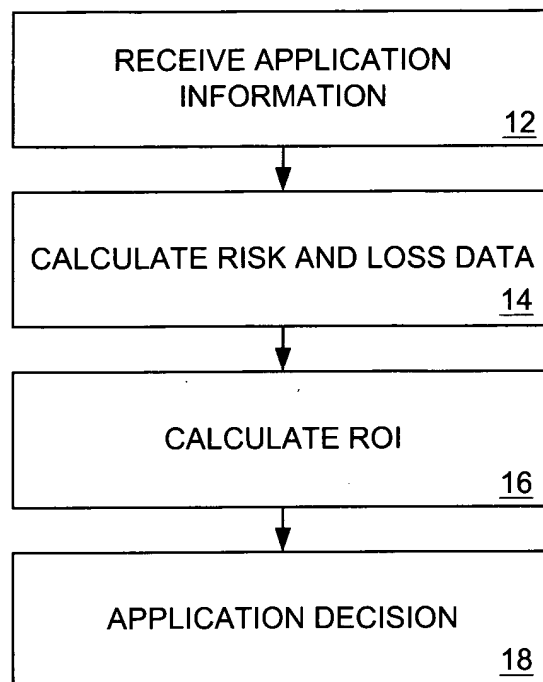 RECEIVE APPLICATION
INFORMATION
12
CALCULATE RISK AND LOSS DATA
14
CALCULATE ROI
16
APPLICATION DECISION
18